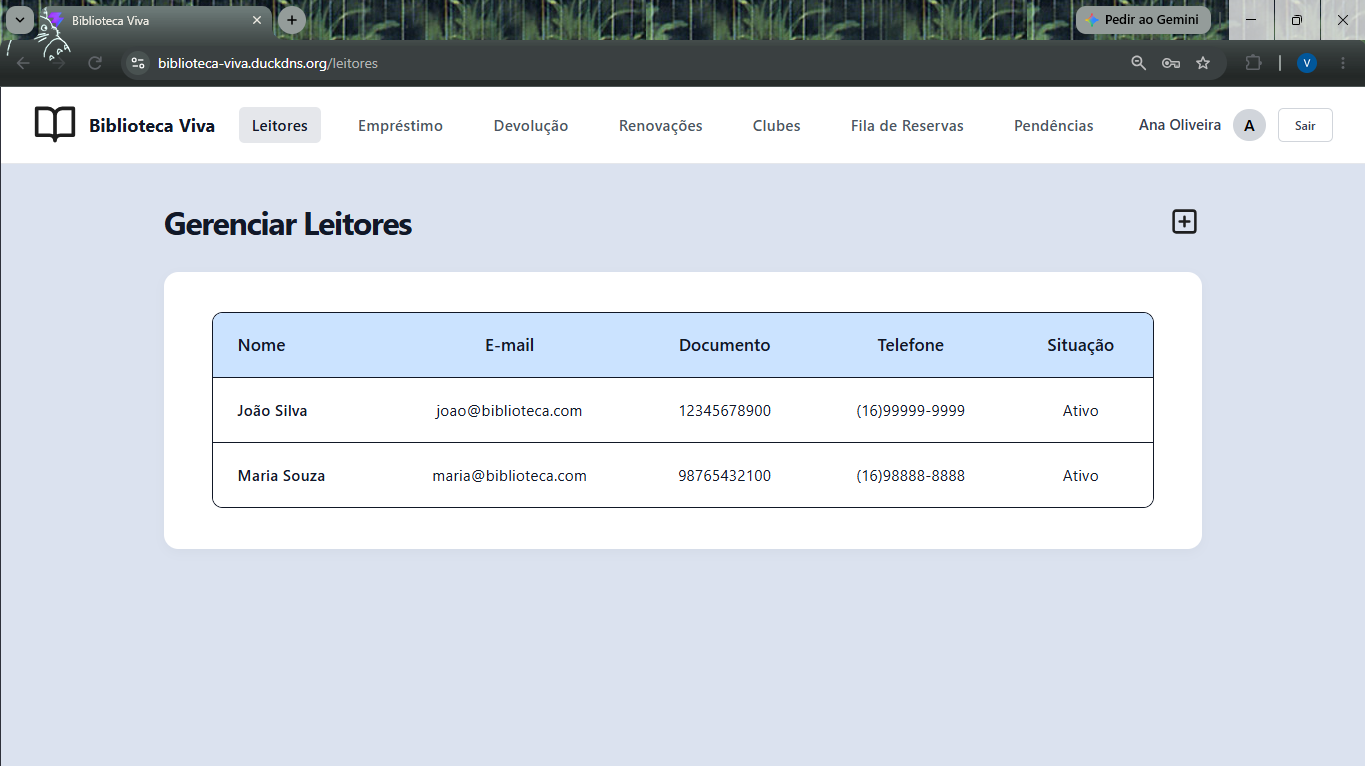 Biblioteca Viva
Pedir ao Gemini
biblioteca-viva.duckdns.org/leitores
V
Biblioteca Viva Leitores Empréstimo Devolução Renovações Clubes Fila de Reservas Pendências Ana Oliveira A Sair
Gerenciar Leitores
Nome E-mail Documento Telefone Situação
João Silva joao@biblioteca.com 12345678900 (16)99999-9999 Ativo
Maria Souza maria@biblioteca.com 98765432100 (16)98888-8888 Ativo